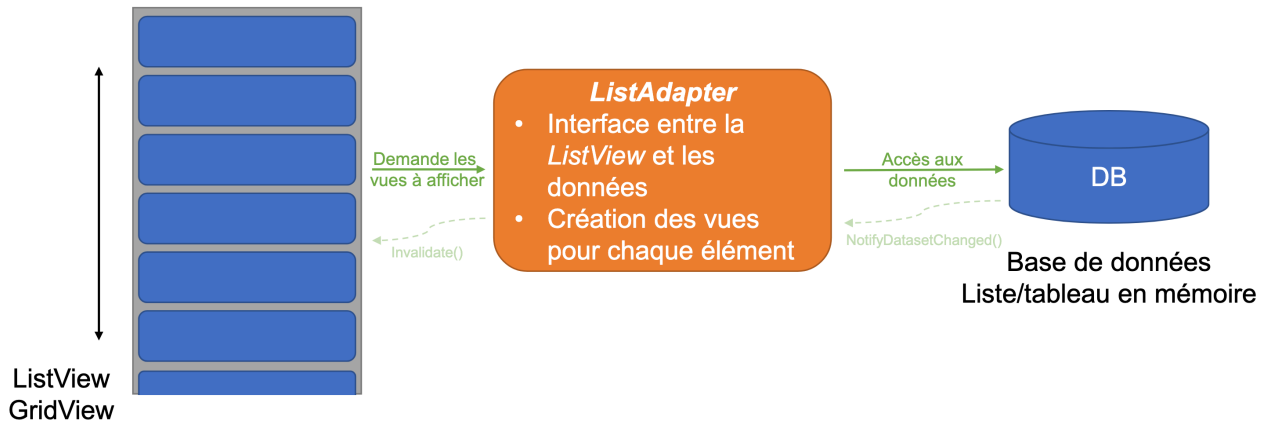 ListView
GridView
Demande les
vues à afficher
Invalidate()
ListAdapter
• Interface entre la
ListView et les
données
• Création des vues
pour chaque élément
Accès aux
données
NotifyDatasetChanged()
DB
Base de données
Liste/tableau en mémoire